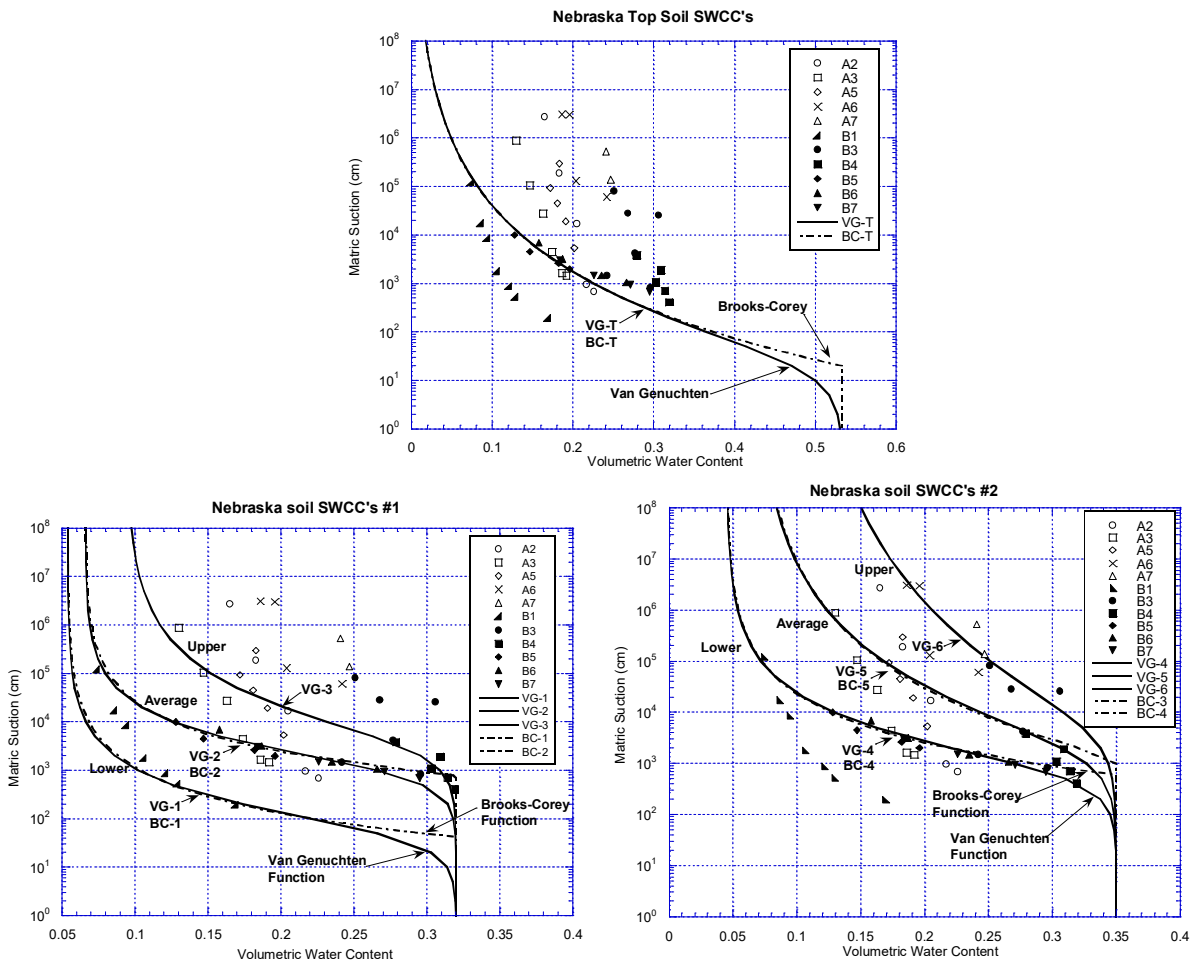 Nebraska Top Soil SWCC's
10^8
10^7
10^6
10^5
10^4
10^3
10^2
10^1
10^0
Matric Suction (cm)
A2
A3
A5
A6
A7
B1
B3
B4
B5
B6
B7
VG-T
BC-T
Brooks-Corey
VG-T
BC-T
Van Genuchten
0 0.1 0.2 0.3 0.4 0.5 0.6
Volumetric Water Content
Nebraska soil SWCC's #1
10^8
10^7
10^6
10^5
10^4
10^3
10^2
10^1
10^0
Matric Suction (cm)
A2
A3
A5
A6
A7
B1
B3
B4
B5
B6
B7
VG-1
VG-2
VG-3
BC-1
BC-2
Upper
VG-3
Average
VG-2
BC-2
Lower
VG-1
BC-1
Brooks-Corey
Function
Van Genuchten
Function
0.05 0.1 0.15 0.2 0.25 0.3 0.35 0.4
Volumetric Water Content
Nebraska soil SWCC's #2
10^8
10^7
10^6
10^5
10^4
10^3
10^2
10^1
10^0
Matric Suction (cm)
A2
A3
A5
A6
A7
B1
B3
B4
B5
B6
B7
VG-4
VG-5
VG-6
BC-3
BC-4
Upper
Average
Lower
VG-6
VG-5
BC-5
VG-4
BC-4
Brooks-Corey
Function
Van Genuchten
Function
0 0.05 0.1 0.15 0.2 0.25 0.3 0.35 0.4
Volumetric Water Content